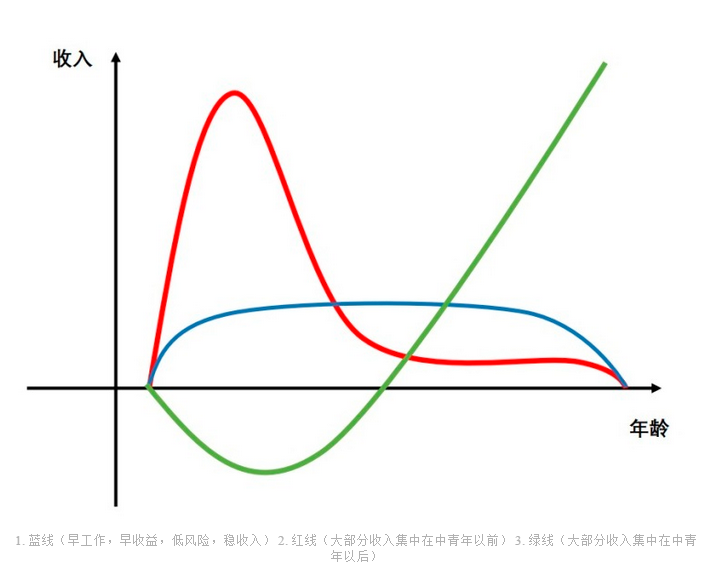 收入
年龄
1. 蓝线（早工作，早收益，低风险，稳收入）2. 红线（大部分收入集中在中青年以前）3. 绿线（大部分收入集中在中青
年以后）